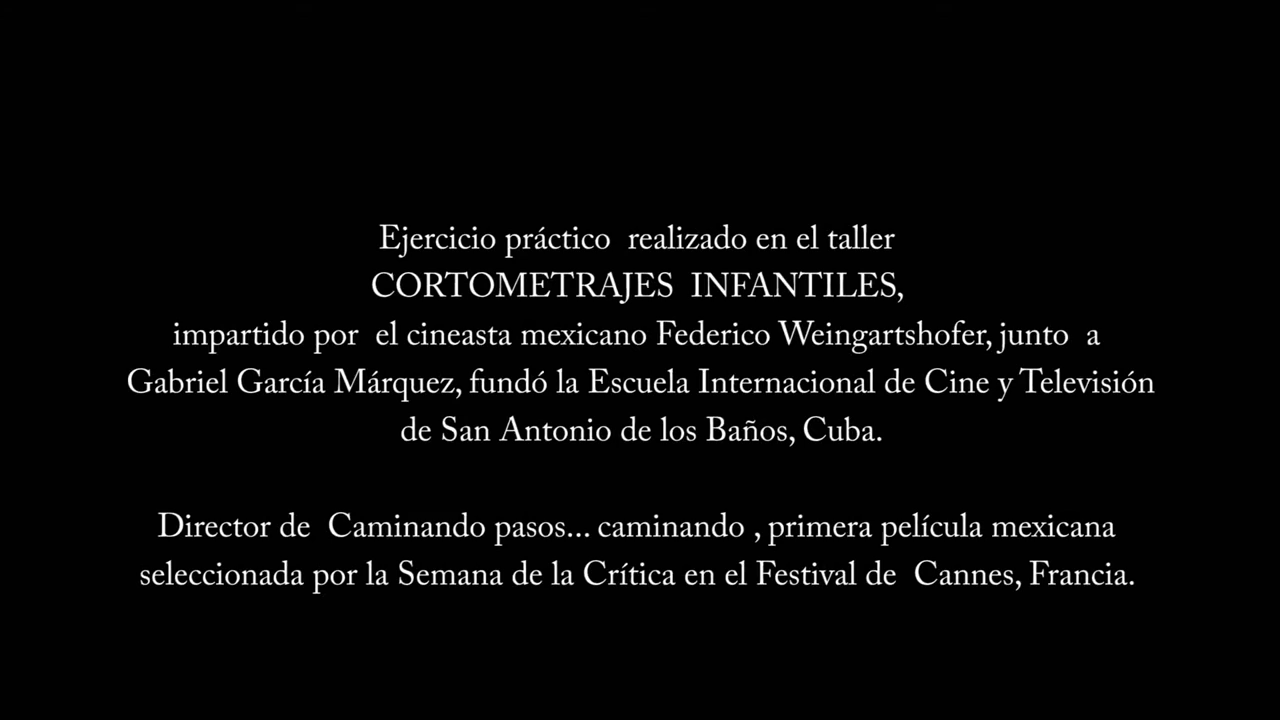 Ejercicio práctico realizado en el taller
CORTOMETRAJES INFANTILES,
impartido por el cineasta mexicano Federico Weingartshofer, junto a
Gabriel García Márquez, fundó la Escuela Internacional de Cine y Televisión
de San Antonio de los Baños, Cuba.
Director de Caminando pasos... caminando , primera película mexicana
seleccionada por la Semana de la Crítica en el Festival de Cannes, Francia.